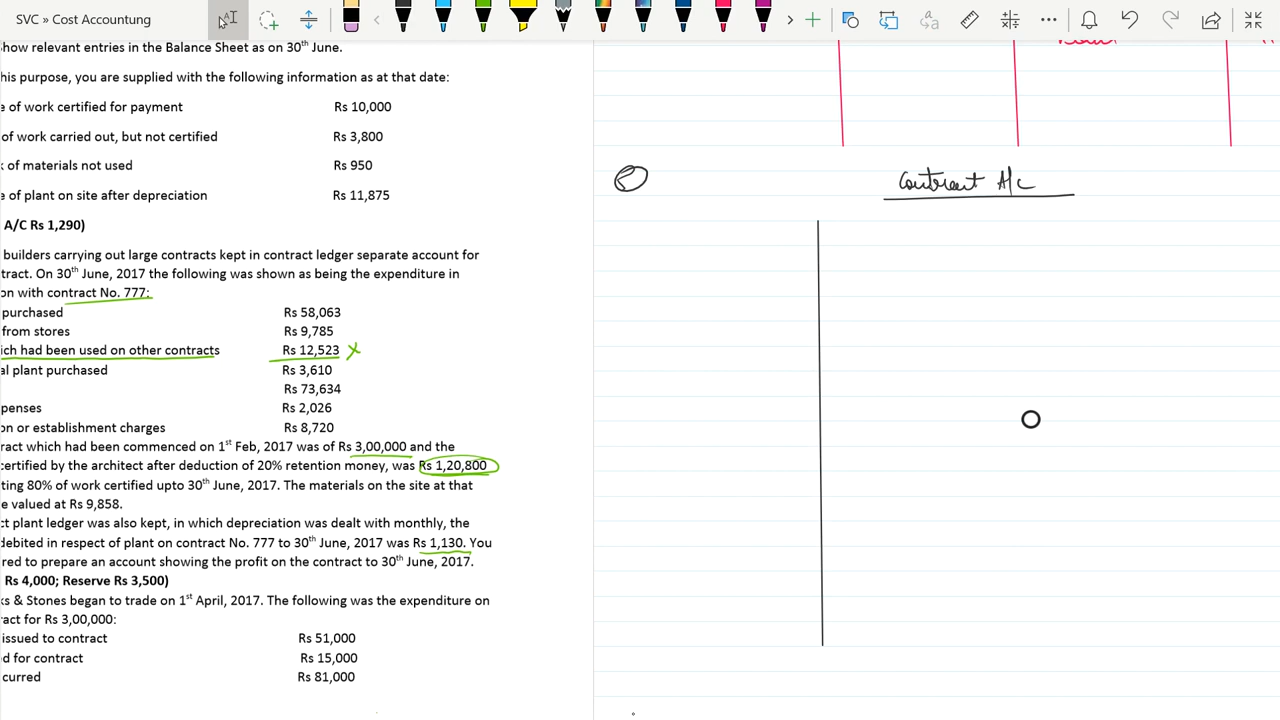 SVC » Cost Accountung
how relevant entries in the Balance Sheet as on 30th June.
his purpose, you are supplied with the following information as at that date:
e of work certified for payment Rs 10,000
of work carried out, but not certified Rs 3,800
k of materials not used Rs 950
e of plant on site after depreciation Rs 11,875
A/C Rs 1,290)
builders carrying out large contracts kept in contract ledger separate account for
tract. On 30th June, 2017 the following was shown as being the expenditure in
on with contract No. 777:
purchased Rs 58,063
from stores Rs 9,785
ich had been used on other contracts Rs 12,523 x
al plant purchased Rs 3,610
Rs 73,634
penses Rs 2,026
on or establishment charges Rs 8,720
ract which had been commenced on 1st Feb, 2017 was of Rs 3,00,000 and the
certified by the architect after deduction of 20% retention money, was Rs 1,20,800
ting 80% of work certified upto 30th June, 2017. The materials on the site at that
e valued at Rs 9,858.
ct plant ledger was also kept, in which depreciation was dealt with monthly, the
debited in respect of plant on contract No. 777 to 30th June, 2017 was Rs 1,130. You
red to prepare an account showing the profit on the contract to 30th June, 2017.
Rs 4,000; Reserve Rs 3,500)
ks & Stones began to trade on 1st April, 2017. The following was the expenditure on
ract for Rs 3,00,000:
issued to contract Rs 51,000
d for contract Rs 15,000
curred Rs 81,000
Contract A/c